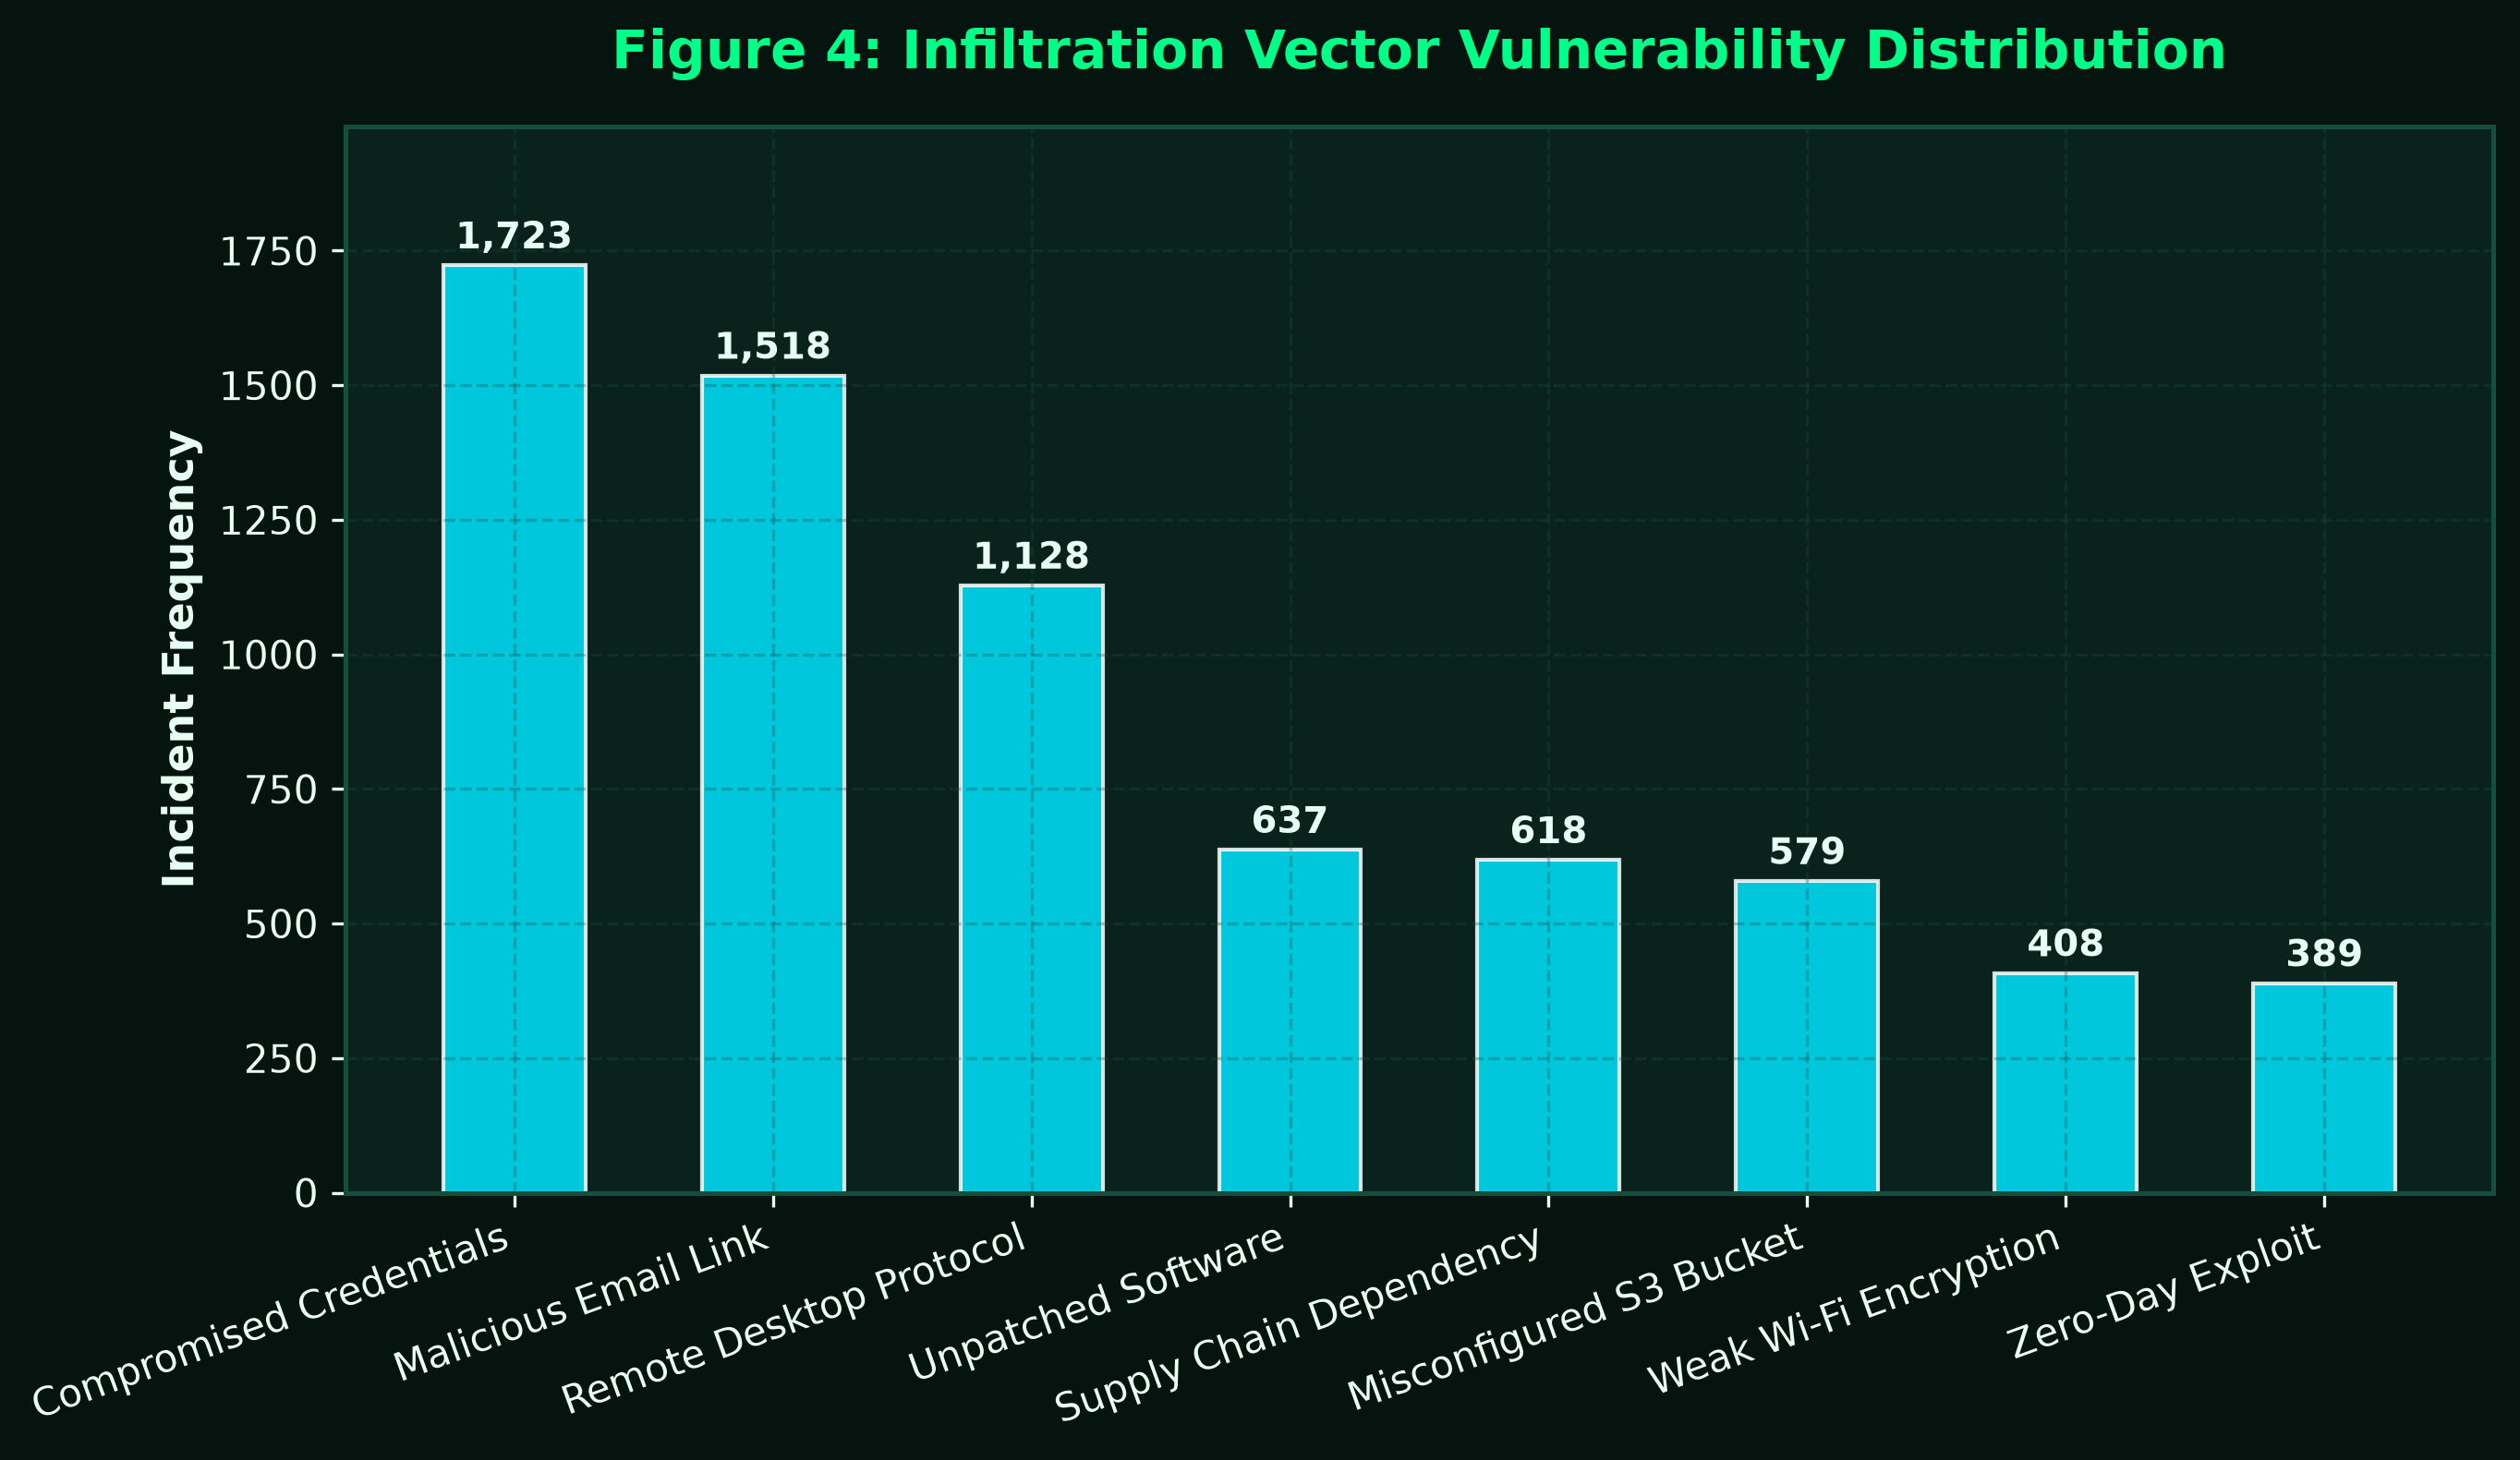 Figure 4: Infiltration Vector Vulnerability Distribution
Incident Frequency
1750
1500
1250
1000
750
500
250
0
1,723
1,518
1,128
637
618
579
408
389
Compromised Credentials
Malicious Email Link
Remote Desktop Protocol
Unpatched Software
Supply Chain Dependency
Misconfigured S3 Bucket
Weak Wi-Fi Encryption
Zero-Day Exploit